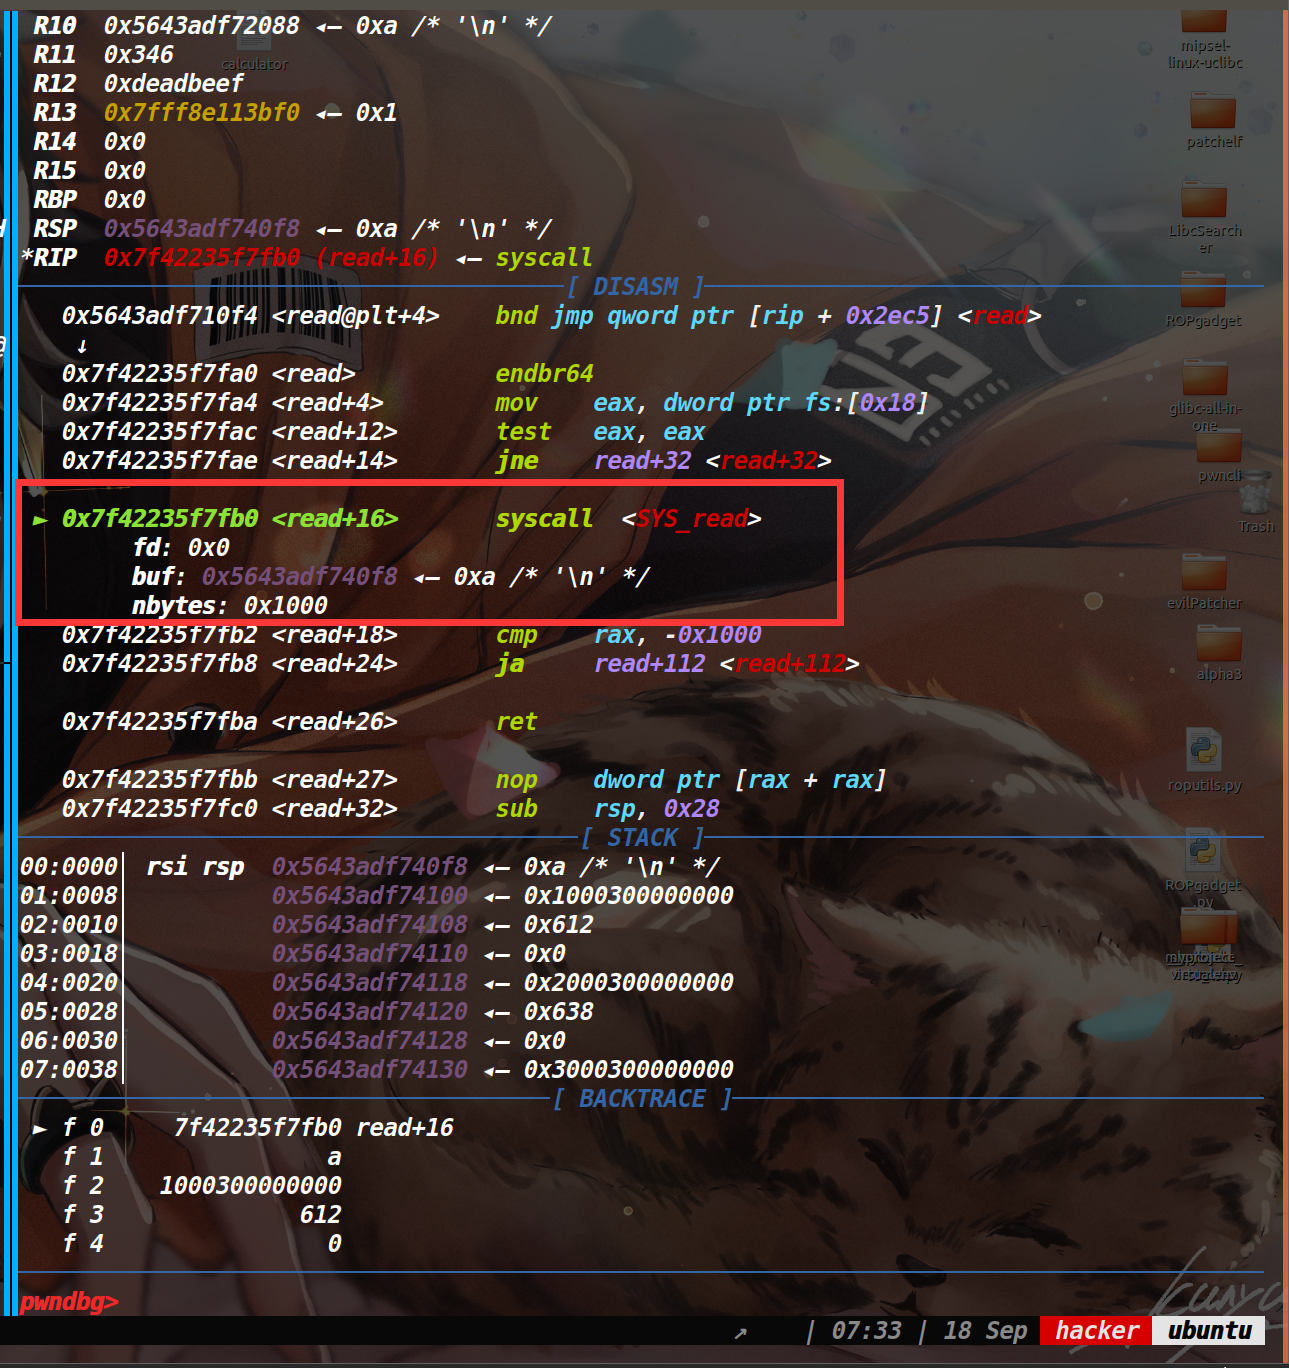 R10  0x5643adf72088 ◂— 0xa /* '\n' */
calculator
R11  0x346
R12  0xdeadbeef
R13  0x7fff8e113bf0 ◂— 0x1
R14  0x0
R15  0x0
RBP  0x0
RSP  0x5643adf740f8 ◂— 0xa /* '\n' */
*RIP  0x7f42235f7fb0 (read+16) ◂— syscall
[ DISASM ]
0x5643adf710f4 <read@plt+4>    bnd jmp qword ptr [rip + 0x2ec5] <read>
↓
0x7f42235f7fa0 <read>          endbr64
0x7f42235f7fa4 <read+4>        mov    eax, dword ptr fs:[0x18]
0x7f42235f7fac <read+12>       test   eax, eax
0x7f42235f7fae <read+14>       jne    read+32 <read+32>
► 0x7f42235f7fb0 <read+16>       syscall  <SYS_read>
fd: 0x0
buf: 0x5643adf740f8 ◂— 0xa /* '\n' */
nbytes: 0x1000
0x7f42235f7fb2 <read+18>       cmp    rax, -0x1000
0x7f42235f7fb8 <read+24>       ja     read+112 <read+112>
0x7f42235f7fba <read+26>       ret
0x7f42235f7fbb <read+27>       nop    dword ptr [rax + rax]
0x7f42235f7fc0 <read+32>       sub    rsp, 0x28
[ STACK ]
00:0000│ rsi rsp  0x5643adf740f8 ◂— 0xa /* '\n' */
01:0008│          0x5643adf74100 ◂— 0x1000300000000
02:0010│          0x5643adf74108 ◂— 0x612
03:0018│          0x5643adf74110 ◂— 0x0
04:0020│          0x5643adf74118 ◂— 0x2000300000000
05:0028│          0x5643adf74120 ◂— 0x638
06:0030│          0x5643adf74128 ◂— 0x0
07:0038│          0x5643adf74130 ◂— 0x3000300000000
[ BACKTRACE ]
► f 0     7f42235f7fb0 read+16
f 1                a
f 2    1000300000000
f 3              612
f 4                0
pwndbg>
↗    | 07:33 | 18 Sep  hacker  ubuntu
mipsel-
linux-uclibc
patchelf
LibcSearch
er
ROPgadget
glibc-all-in-
one
pwncli
Trash
evilPatcher
alpha3
roputils.py
ROPgadget
.py